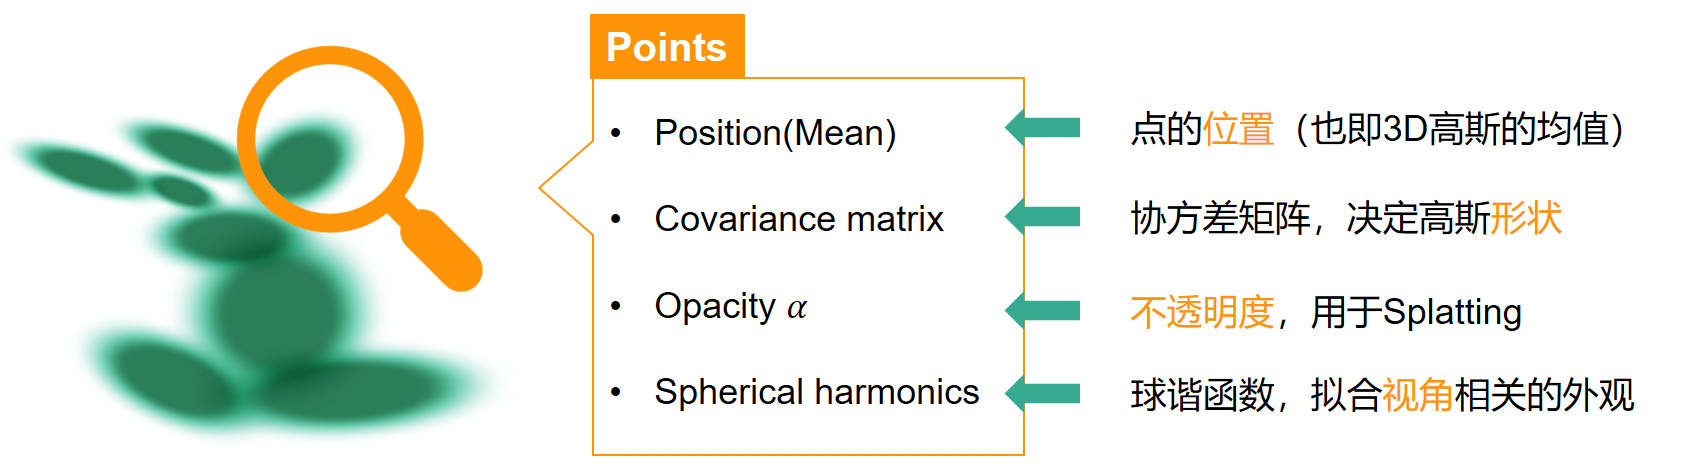 Points
• Position(Mean)
点的位置（也即3D高斯的均值）
• Covariance matrix
协方差矩阵，决定高斯形状
• Opacity α
不透明度，用于Splatting
• Spherical harmonics
球谐函数，拟合视角相关的外观